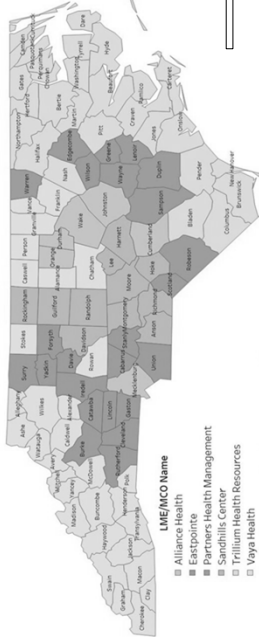 Cherokee
Graham
Clay
Swain
Macon
Jackson
Haywood
Transylvania
Madison
Buncombe
Henderson
Yancey
Mitchell
Avery
McDowell
Polk
Rutherford
Burke
Cleveland
Watauga
Caldwell
Ashe
Wilkes
Alexander
Catawba
Lincoln
Gaston
Alleghany
Surry
Yadkin
Iredell
Mecklenburg
Stokes
Forsyth
Davie
Davidson
Rowan
Cabarrus
Stanly
Union
Rockingham
Guilford
Randolph
Montgomery
Anson
Richmond
Caswell
Alamance
Chatham
Moore
Lee
Hoke
Scotland
Robeson
Person
Orange
Durham
Granville
Vance
Wake
Harnett
Cumberland
Bladen
Columbus
Brunswick
Warren
Franklin
Johnston
Sampson
Nash
Wilson
Wayne
Duplin
Pender
New Hanover
Halifax
Northampton
Edgecombe
Greene
Lenoir
Jones
Onslow
Pitt
Craven
Pamlico
Carteret
Hertford
Bertie
Martin
Beaufort
Gates
Chowan
Perquimans
Pasquotank
Camden
Currituck
Washington
Tyrrell
Hyde
Dare
LME/MCO Name
Alliance Health
Eastpointe
Partners Health Management
Sandhills Center
Trillium Health Resources
Vaya Health